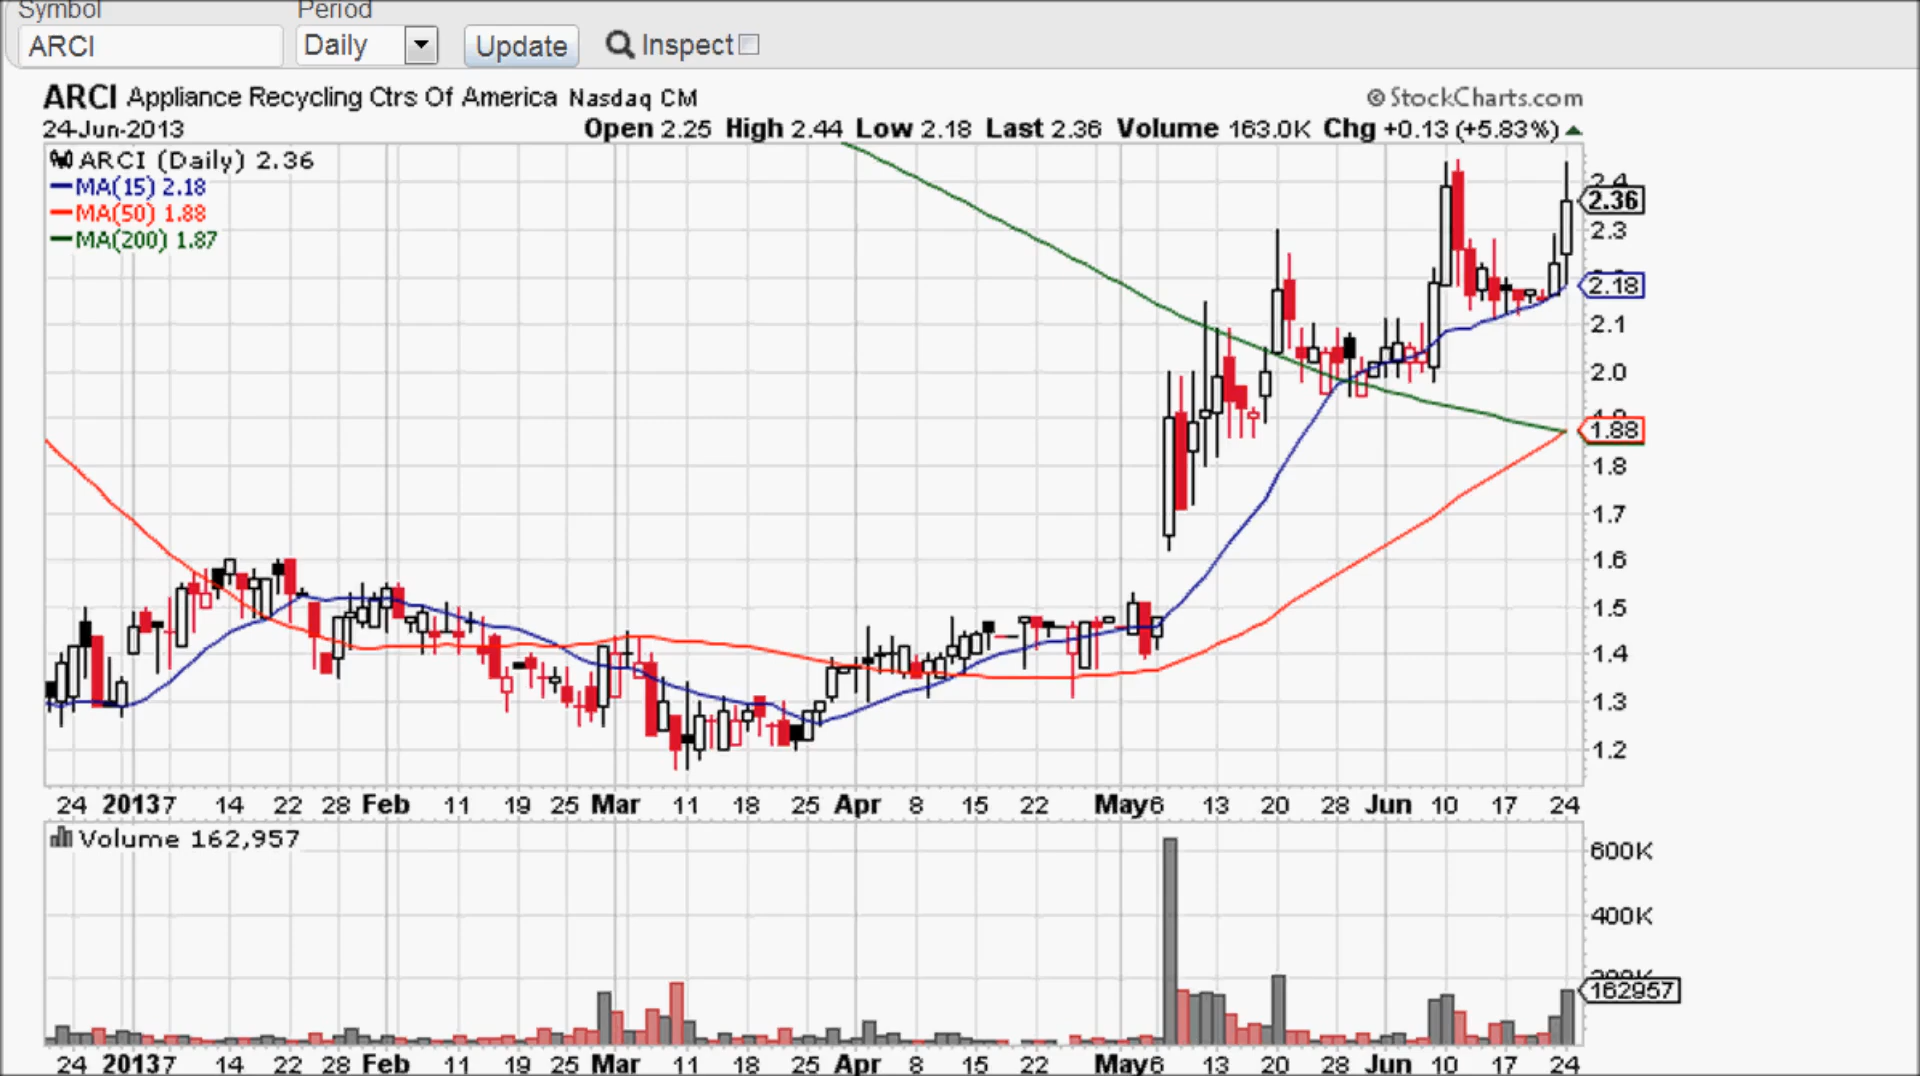 Symbol Period
ARCI Daily Update Inspect
ARCI Appliance Recycling Ctrs Of America Nasdaq CM © StockCharts.com
24-Jun-2013 Open 2.25 High 2.44 Low 2.18 Last 2.36 Volume 163.0K Chg +0.13 (+5.83%)
ARCI (Daily) 2.36
MA(15) 2.18
MA(50) 1.88
MA(200) 1.87
2.4
2.36
2.3
2.18
2.1
2.0
1.9
1.88
1.8
1.7
1.6
1.5
1.4
1.3
1.2
24 2013 7 14 22 28 Feb 11 19 25 Mar 11 18 25 Apr 8 15 22 May 6 13 20 28 Jun 10 17 24
Volume 162,957
600K
400K
200K
162957
24 2013 7 14 22 28 Feb 11 19 25 Mar 11 18 25 Apr 8 15 22 May 6 13 20 28 Jun 10 17 24